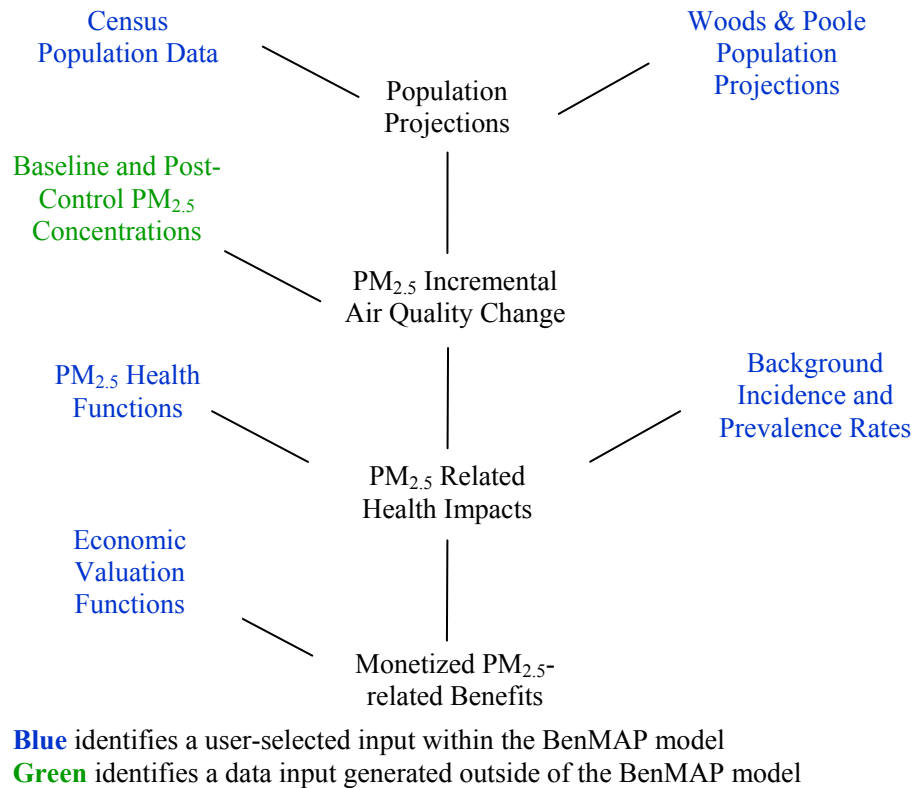 Census
Population Data
Woods & Poole
Population
Projections
Population
Projections
Baseline and Post-
Control PM2.5
Concentrations
PM2.5 Incremental
Air Quality Change
PM2.5 Health
Functions
Background
Incidence and
Prevalence Rates
PM2.5 Related
Health Impacts
Economic
Valuation
Functions
Monetized PM2.5-
related Benefits
Blue identifies a user-selected input within the BenMAP model
Green identifies a data input generated outside of the BenMAP model